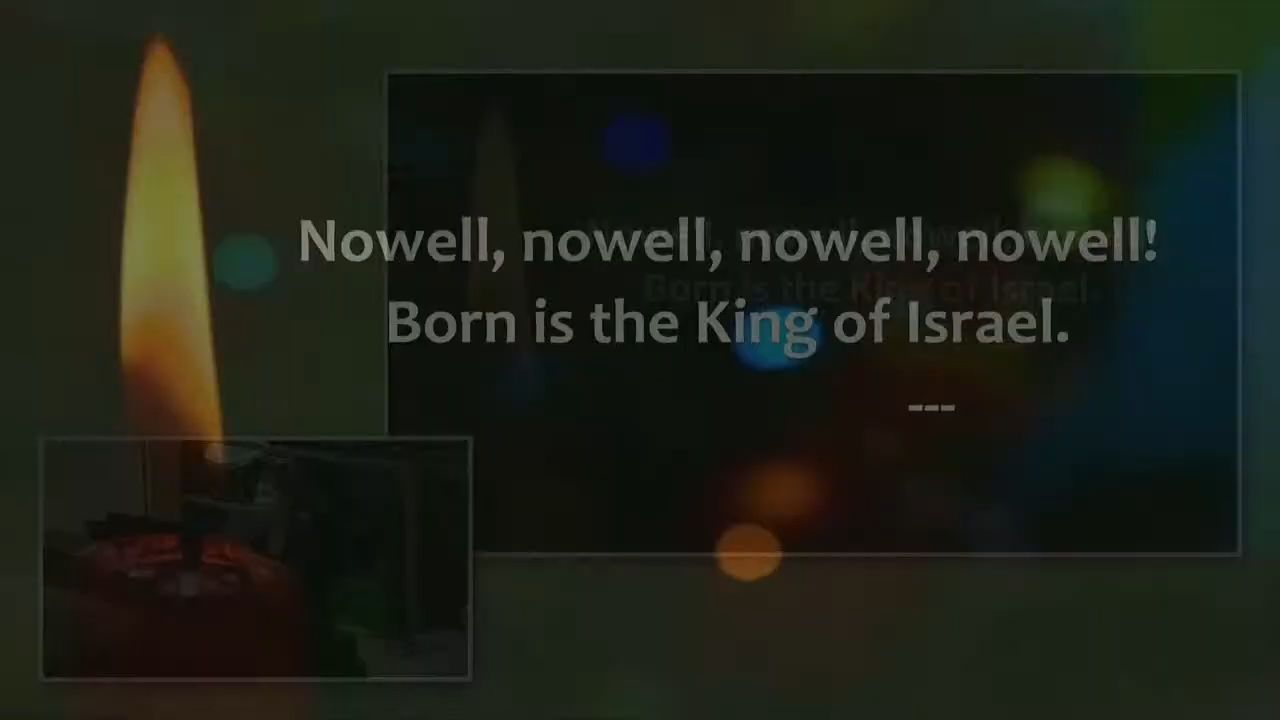 Nowell, nowell, nowell, nowell!
Born is the King of Israel.
---